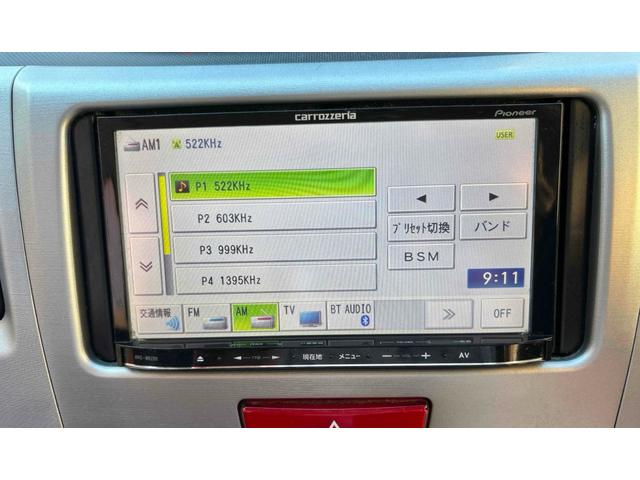 carrozzeria
Pioneer
AM1 522KHz
USER
P1 522KHz
P2 603KHz
P3 999KHz
P4 1395KHz
◀ ▶
プリセット切換 バンド
BSM
9:11
交通情報 FM AM TV BT AUDIO OFF
現在地 メニュー − VOL + AV